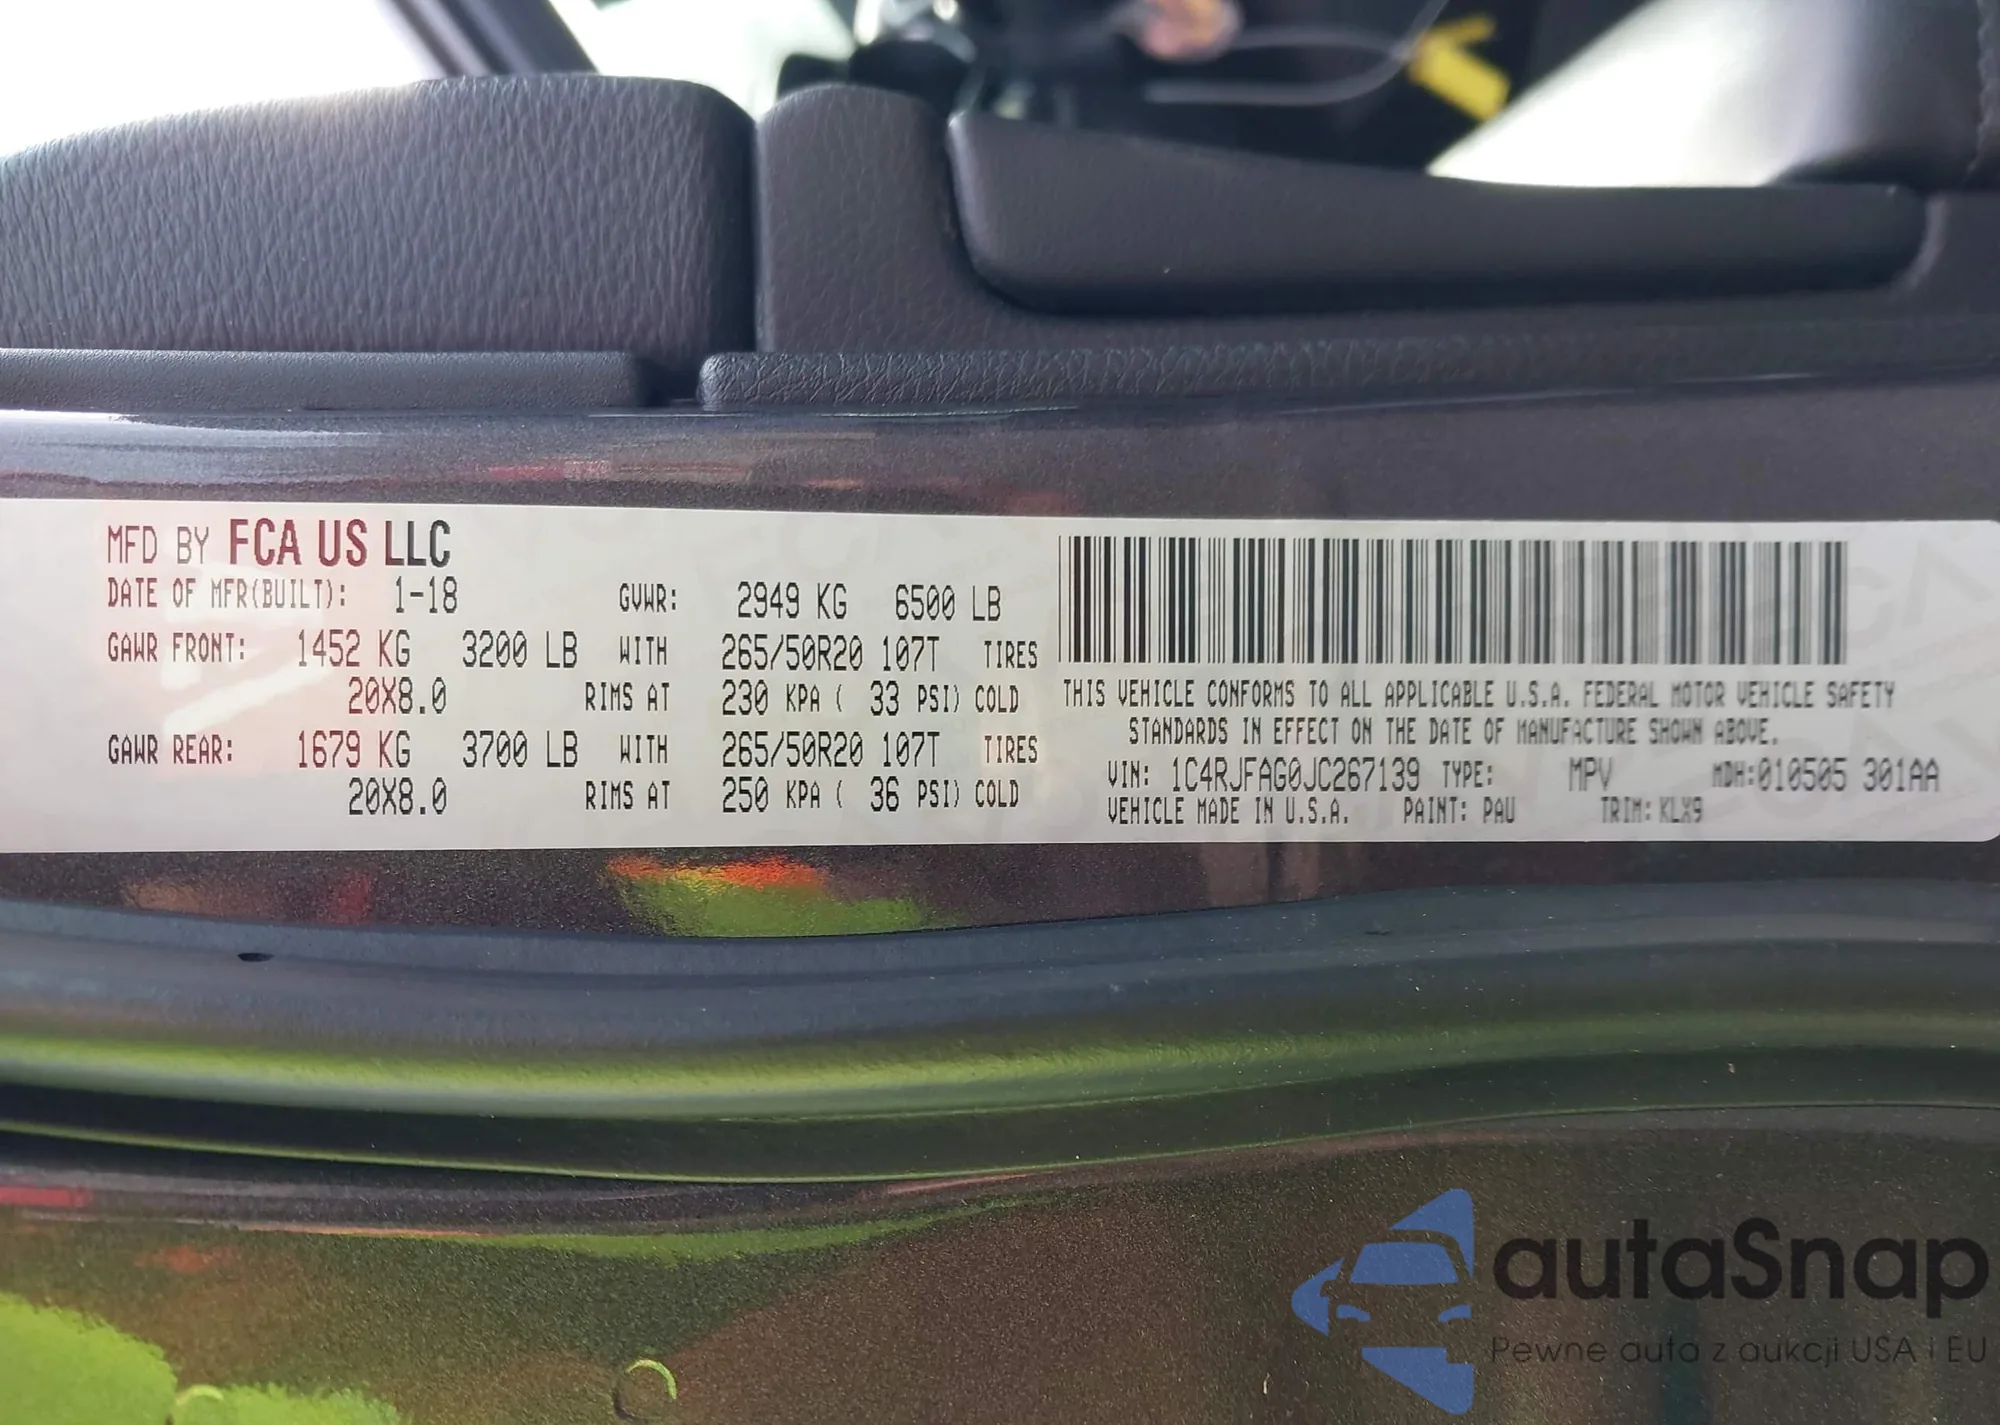 MFD BY FCA US LLC
DATE OF MFR(BUILT): 1-18 GVWR: 2949 KG 6500 LB
GAWR FRONT: 1452 KG 3200 LB WITH 265/50R20 107T TIRES
20X8.0 RIMS AT 230 KPA ( 33 PSI) COLD
GAWR REAR: 1679 KG 3700 LB WITH 265/50R20 107T TIRES
20X8.0 RIMS AT 250 KPA ( 36 PSI) COLD
THIS VEHICLE CONFORMS TO ALL APPLICABLE U.S.A. FEDERAL MOTOR VEHICLE SAFETY
STANDARDS IN EFFECT ON THE DATE OF MANUFACTURE SHOWN ABOVE.
VIN: 1C4RJFAG0JC267139 TYPE: MPV MDH:010505 301AA
VEHICLE MADE IN U.S.A. PAINT: PAU TRIM: KLX9
autaSnap
Pewne auta z aukcji USA i EU